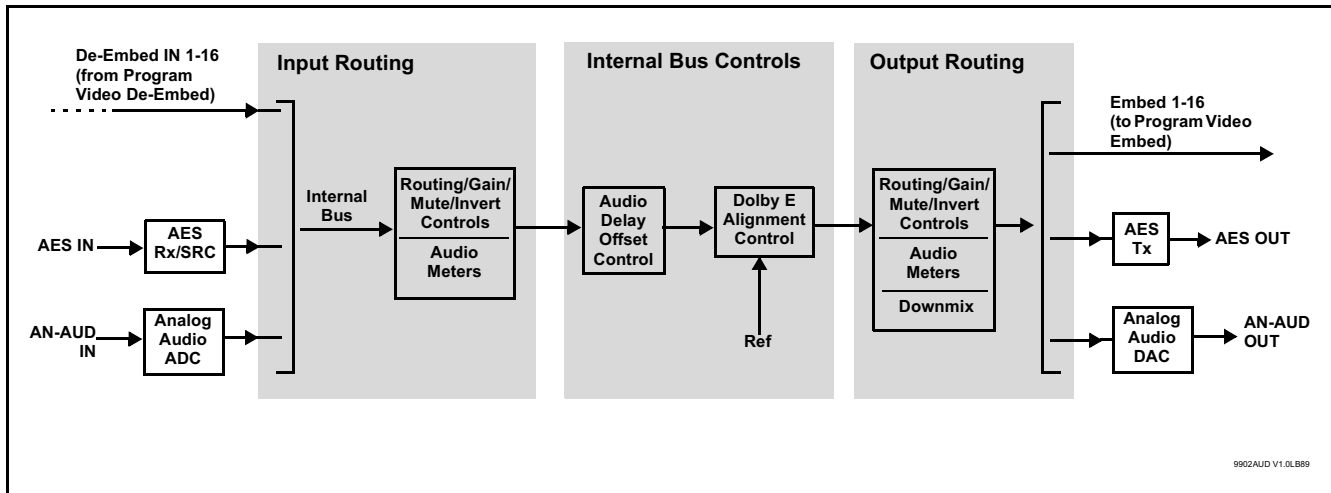 De-Embed IN 1-16
(from Program
Video De-Embed)
Input Routing
Internal Bus Controls
Output Routing
Embed 1-16
(to Program Video
Embed)
Internal
Bus
Routing/Gain/
Mute/Invert
Controls
Audio
Meters
Audio
Delay
Offset
Control
Dolby E
Alignment
Control
Routing/Gain/
Mute/Invert
Controls
Audio
Meters
Downmix
AES IN
AES
Rx/SRC
AES
Tx
AES OUT
AN-AUD
IN
Analog
Audio
ADC
Ref
Analog
Audio
DAC
AN-AUD
OUT
9902AUD V1.0LB89